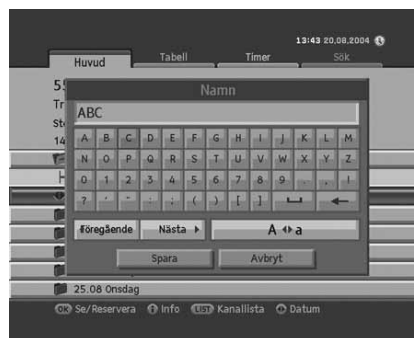 13:43 20.08.2004
Huvud Tabell Timer Sök
Namn
ABC
A B C D E F G H I J K L M
N O P Q R S T U V W X Y Z
0 1 2 3 4 5 6 7 8 9 . , !
? ' " : ; ( ) [ ]
Föregående Nästa A a
Spara Avbryt
25.08 Onsdag
OK Se/Reservera i Info LIST Kanallista Datum